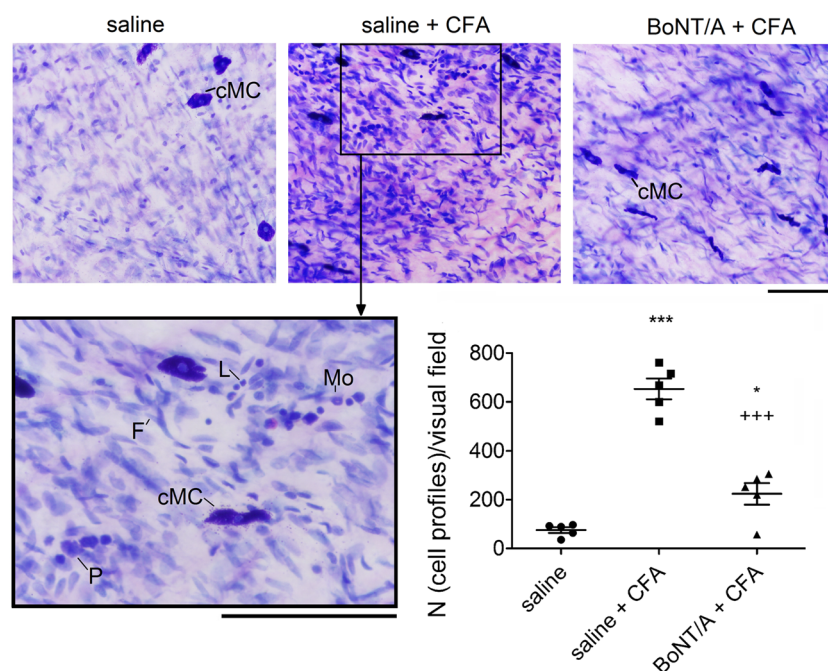 saline
saline + CFA
BoNT/A + CFA
cMC
cMC
L
Mo
F
cMC
P
N (cell profiles)/visual field
***
*
+++
800
600
400
200
0
saline
saline + CFA
BoNT/A + CFA